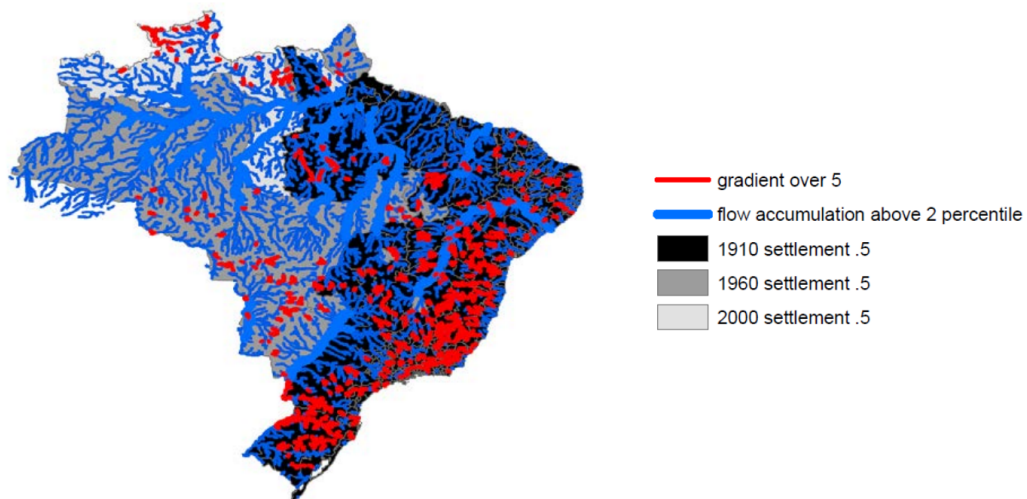 gradient over 5
flow accumulation above 2 percentile
1910 settlement .5
1960 settlement .5
2000 settlement .5